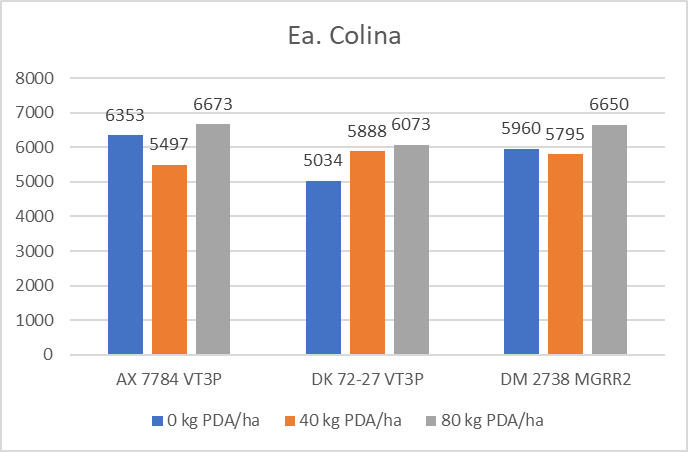 Ea. Colina
8000
7000
6000
5000
4000
3000
2000
1000
0
6353
5497
6673
5034
5888
6073
5960
5795
6650
AX 7784 VT3P
DK 72-27 VT3P
DM 2738 MGRR2
0 kg PDA/ha
40 kg PDA/ha
80 kg PDA/ha